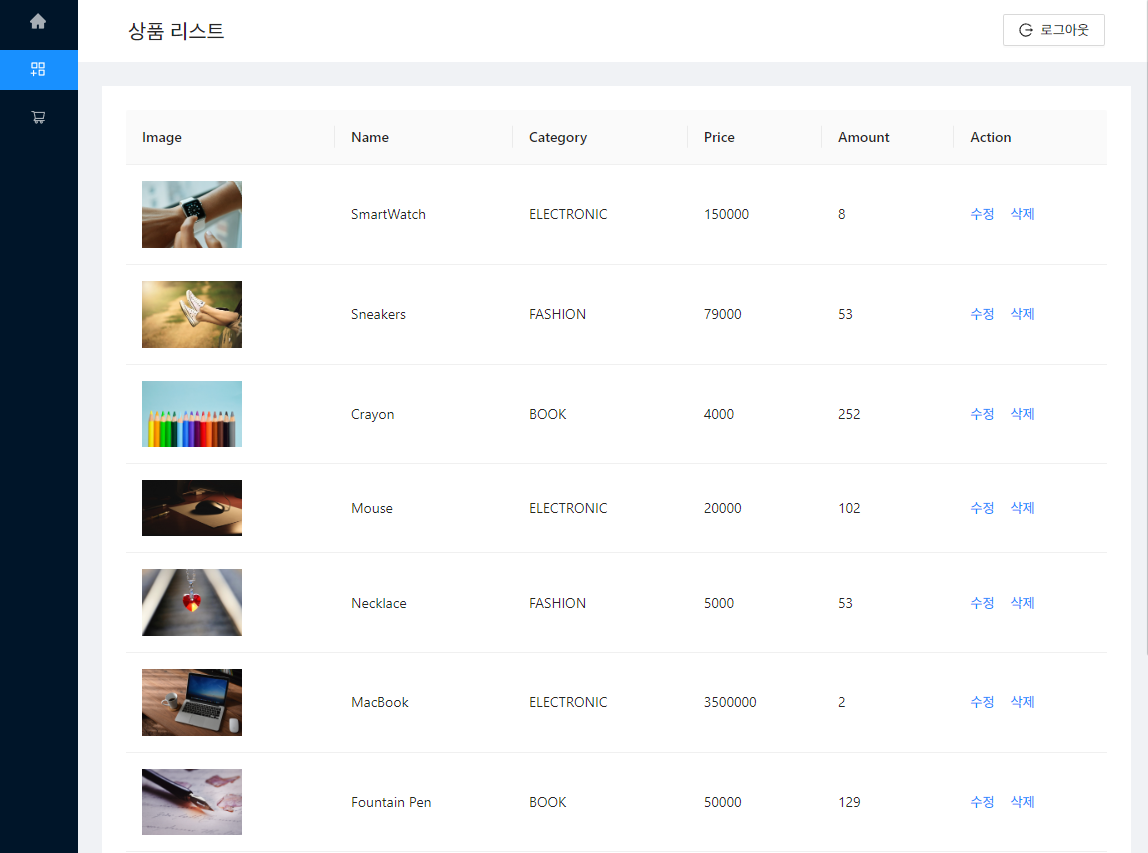 상품 리스트
로그아웃
Image Name Category Price Amount Action
SmartWatch ELECTRONIC 150000 8 수정 삭제
Sneakers FASHION 79000 53 수정 삭제
Crayon BOOK 4000 252 수정 삭제
Mouse ELECTRONIC 20000 102 수정 삭제
Necklace FASHION 5000 53 수정 삭제
MacBook ELECTRONIC 3500000 2 수정 삭제
Fountain Pen BOOK 50000 129 수정 삭제